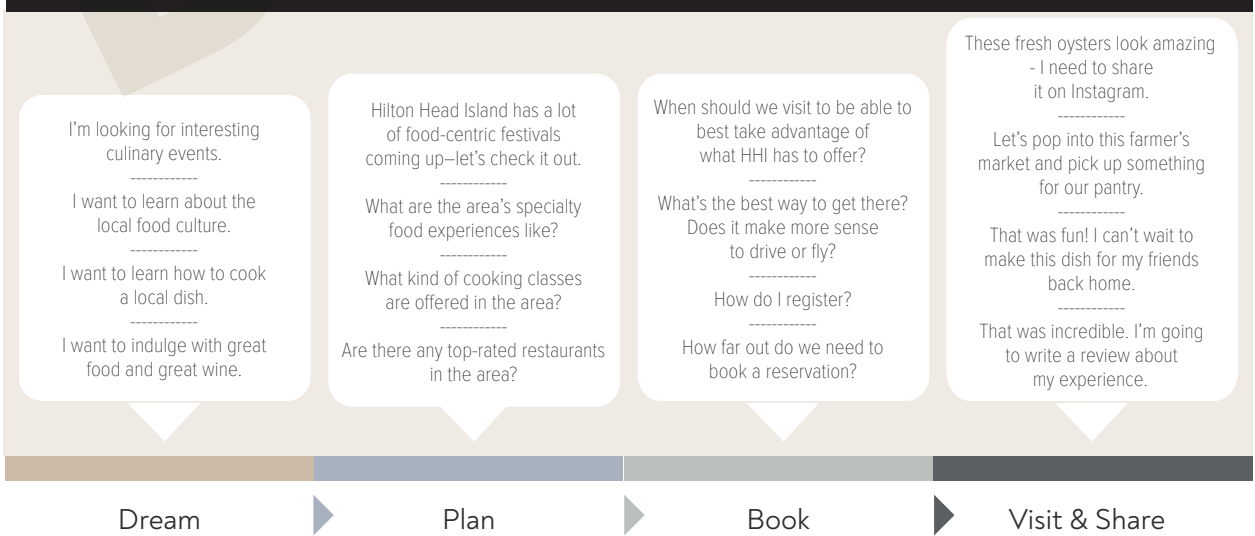 I'm looking for interesting
culinary events.
------------
I want to learn about the
local food culture.
------------
I want to learn how to cook
a local dish.
------------
I want to indulge with great
food and great wine.
Hilton Head Island has a lot
of food-centric festivals
coming up–let's check it out.
------------
What are the area's specialty
food experiences like?
------------
What kind of cooking classes
are offered in the area?
------------
Are there any top-rated restaurants
in the area?
When should we visit to be able to
best take advantage of
what HHI has to offer?
------------
What's the best way to get there?
Does it make more sense
to drive or fly?
------------
How do I register?
------------
How far out do we need to
book a reservation?
These fresh oysters look amazing
- I need to share
it on Instagram.
------------
Let's pop into this farmer's
market and pick up something
for our pantry.
------------
That was fun! I can't wait to
make this dish for my friends
back home.
------------
That was incredible. I'm going
to write a review about
my experience.
Dream
Plan
Book
Visit & Share